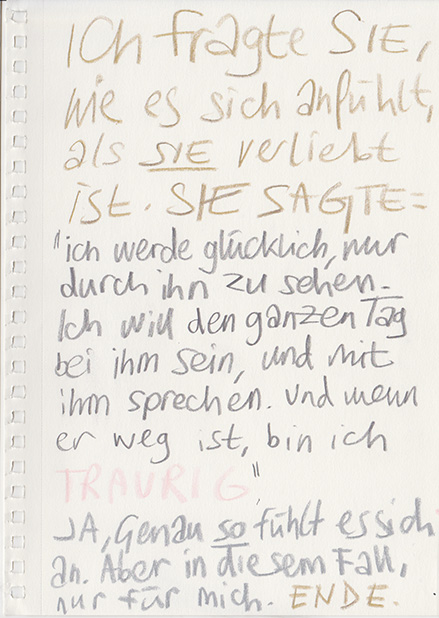 ich fragte SIE,
wie es sich anfühlt,
als SIE verliebt
ist. SIE SAGTE:
"ich werde glücklich, nur
durch ihn zu sehen.
Ich will den ganzen Tag
bei ihm sein, und mit
ihm sprechen. und wenn
er weg ist, bin ich
TRAURIG"
JA, Genau so fühlt es sich
an. Aber in diesem Fall,
nur für mich. ENDE.